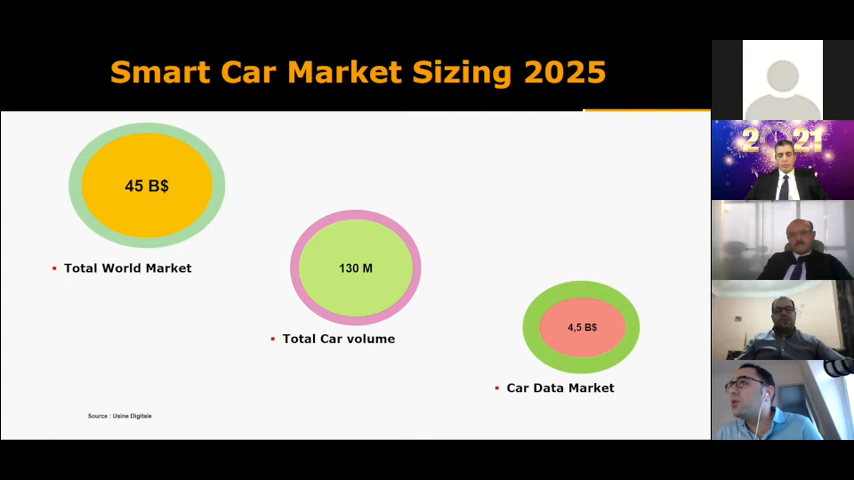 Smart Car Market Sizing 2025
45 B$
Total World Market
130 M
Total Car volume
4,5 B$
Car Data Market
Source : Usine Digitale
2021